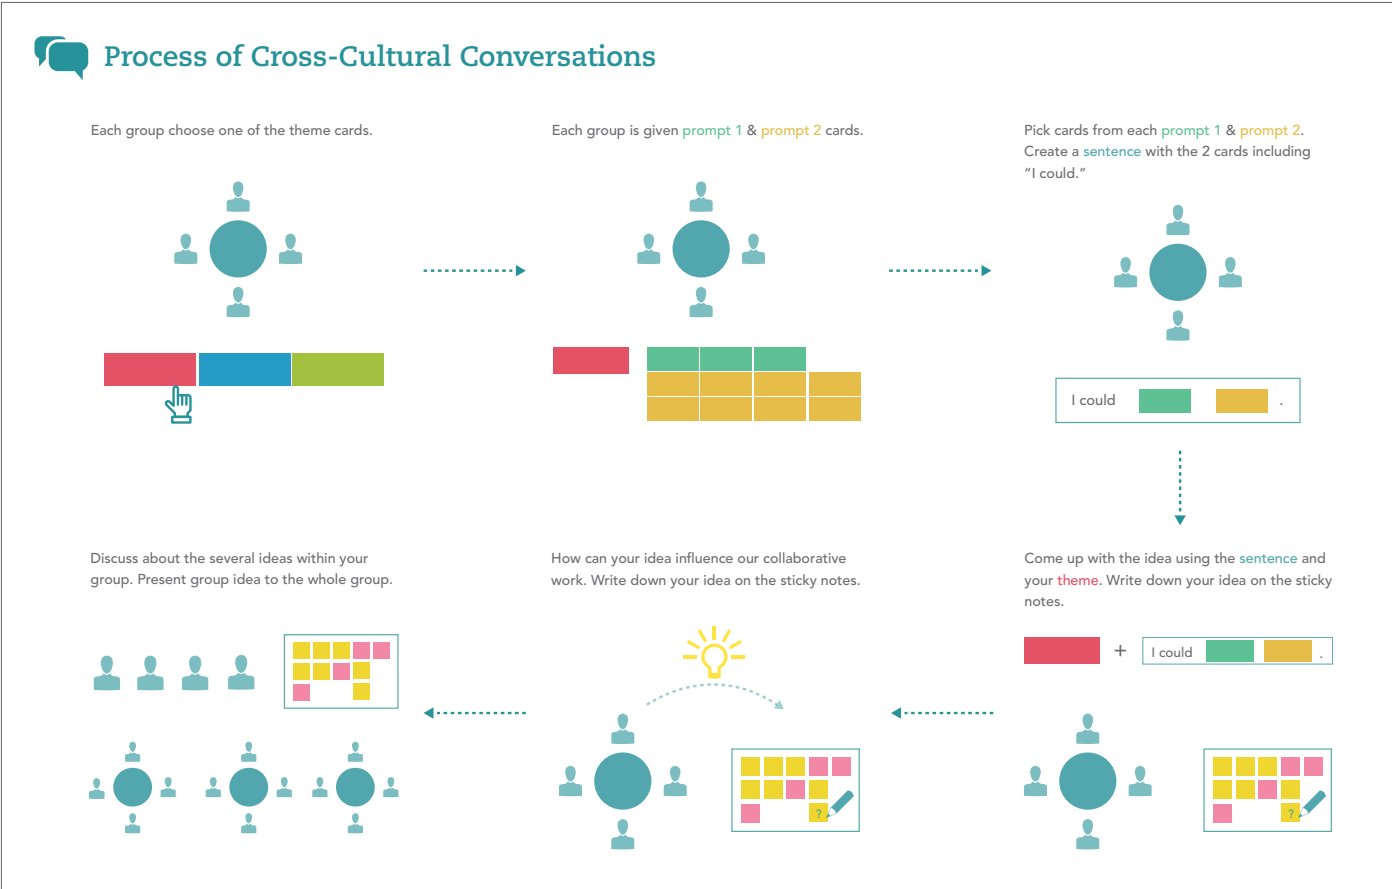 Process of Cross-Cultural Conversations
Each group choose one of the theme cards.
Each group is given prompt 1 & prompt 2 cards.
Pick cards from each prompt 1 & prompt 2.
Create a sentence with the 2 cards including
“I could.”
I could .
Come up with the idea using the sentence and
your theme. Write down your idea on the sticky
notes.
+ I could .
?
How can your idea influence our collaborative
work. Write down your idea on the sticky notes.
?
Discuss about the several ideas within your
group. Present group idea to the whole group.